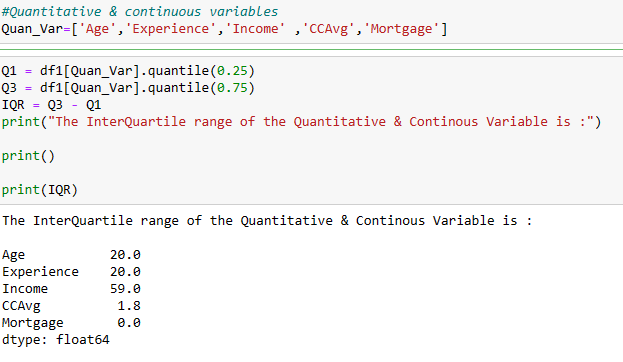 #Quantitative & continuous variables
Quan_Var=['Age','Experience','Income' ,'CCAvg','Mortgage']
Q1 = df1[Quan_Var].quantile(0.25)
Q3 = df1[Quan_Var].quantile(0.75)
IQR = Q3 - Q1
print("The InterQuartile range of the Quantitative & Continous Variable is :")
print()
print(IQR)
The InterQuartile range of the Quantitative & Continous Variable is :
Age           20.0
Experience    20.0
Income        59.0
CCAvg          1.8
Mortgage       0.0
dtype: float64